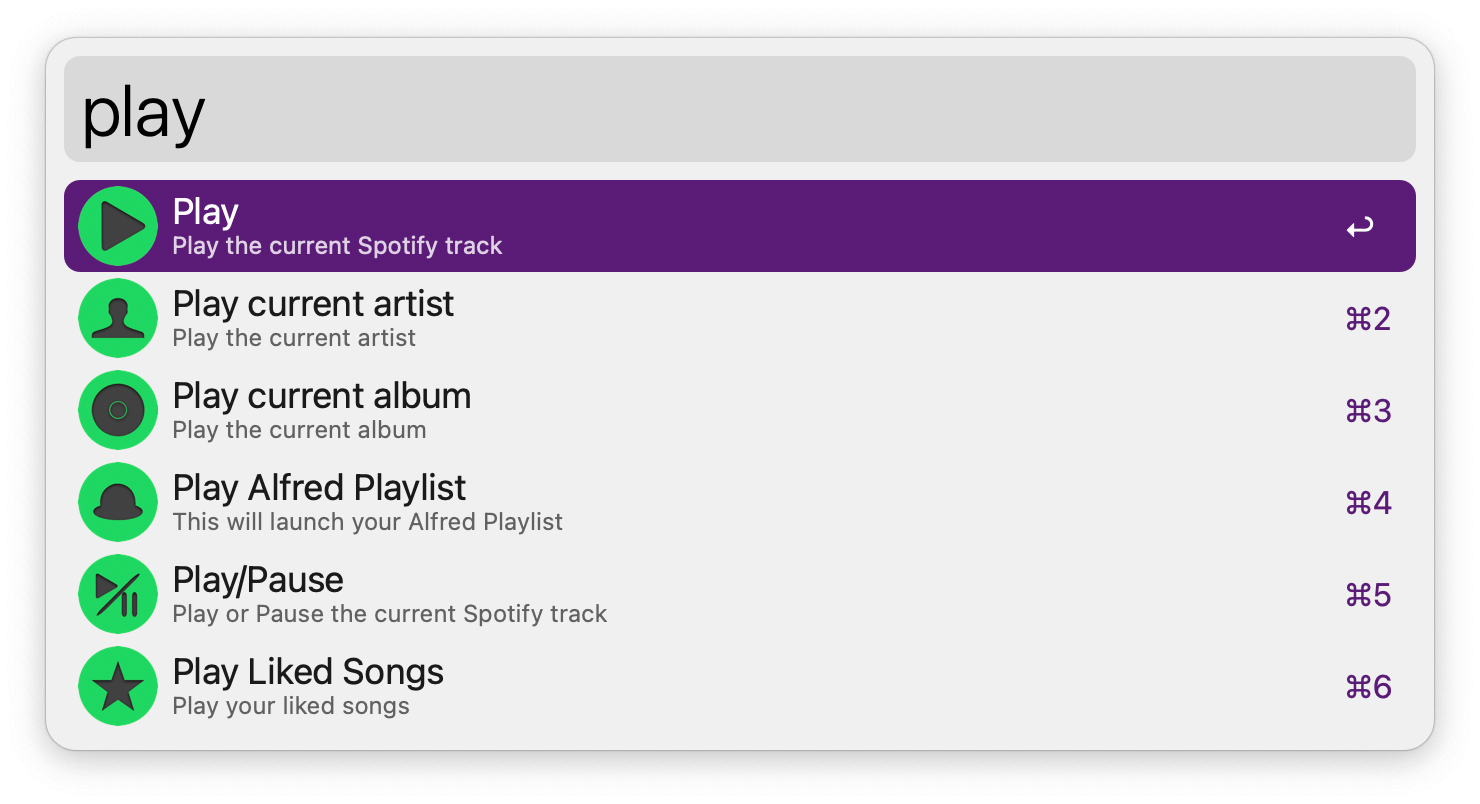 play
Play
Play the current Spotify track
↩
Play current artist
Play the current artist
⌘2
Play current album
Play the current album
⌘3
Play Alfred Playlist
This will launch your Alfred Playlist
⌘4
Play/Pause
Play or Pause the current Spotify track
⌘5
Play Liked Songs
Play your liked songs
⌘6